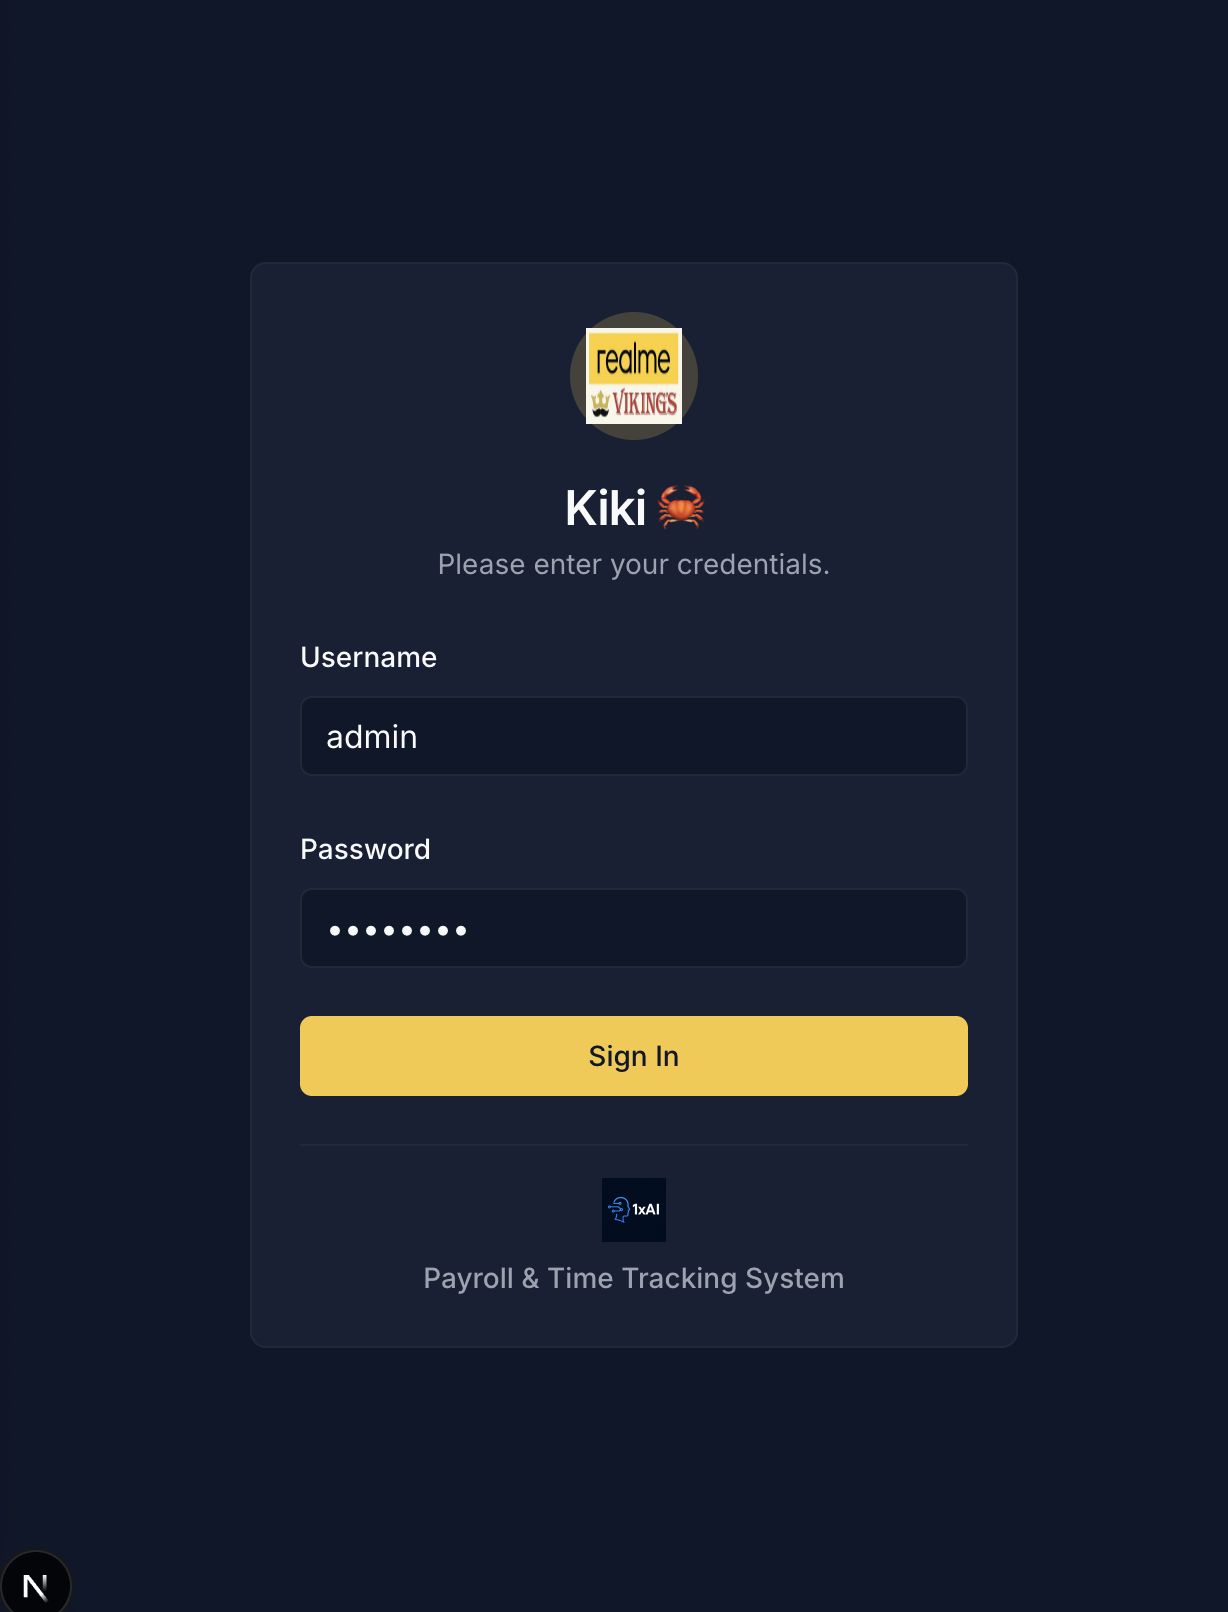 realme
VIKING'S
Kiki 🦀
Please enter your credentials.
Username
admin
Password
••••••••
Sign In
1xAI
Payroll & Time Tracking System
N